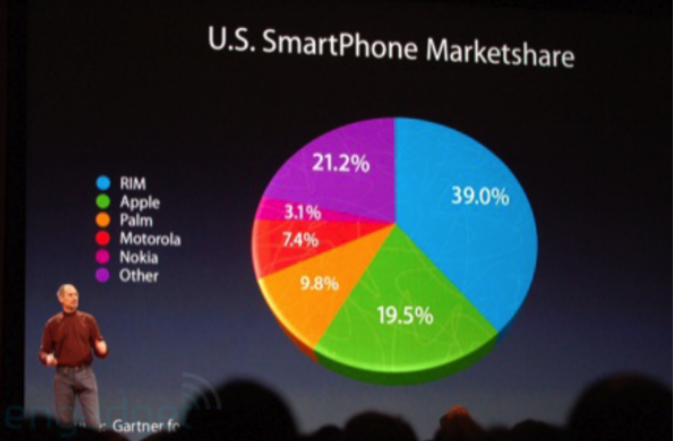 U.S. SmartPhone Marketshare
21.2%
39.0%
RIM
Apple
Palm
Motorola
Nokia
Other
3.1%
7.4%
9.8%
19.5%
engadget
Gartner fo